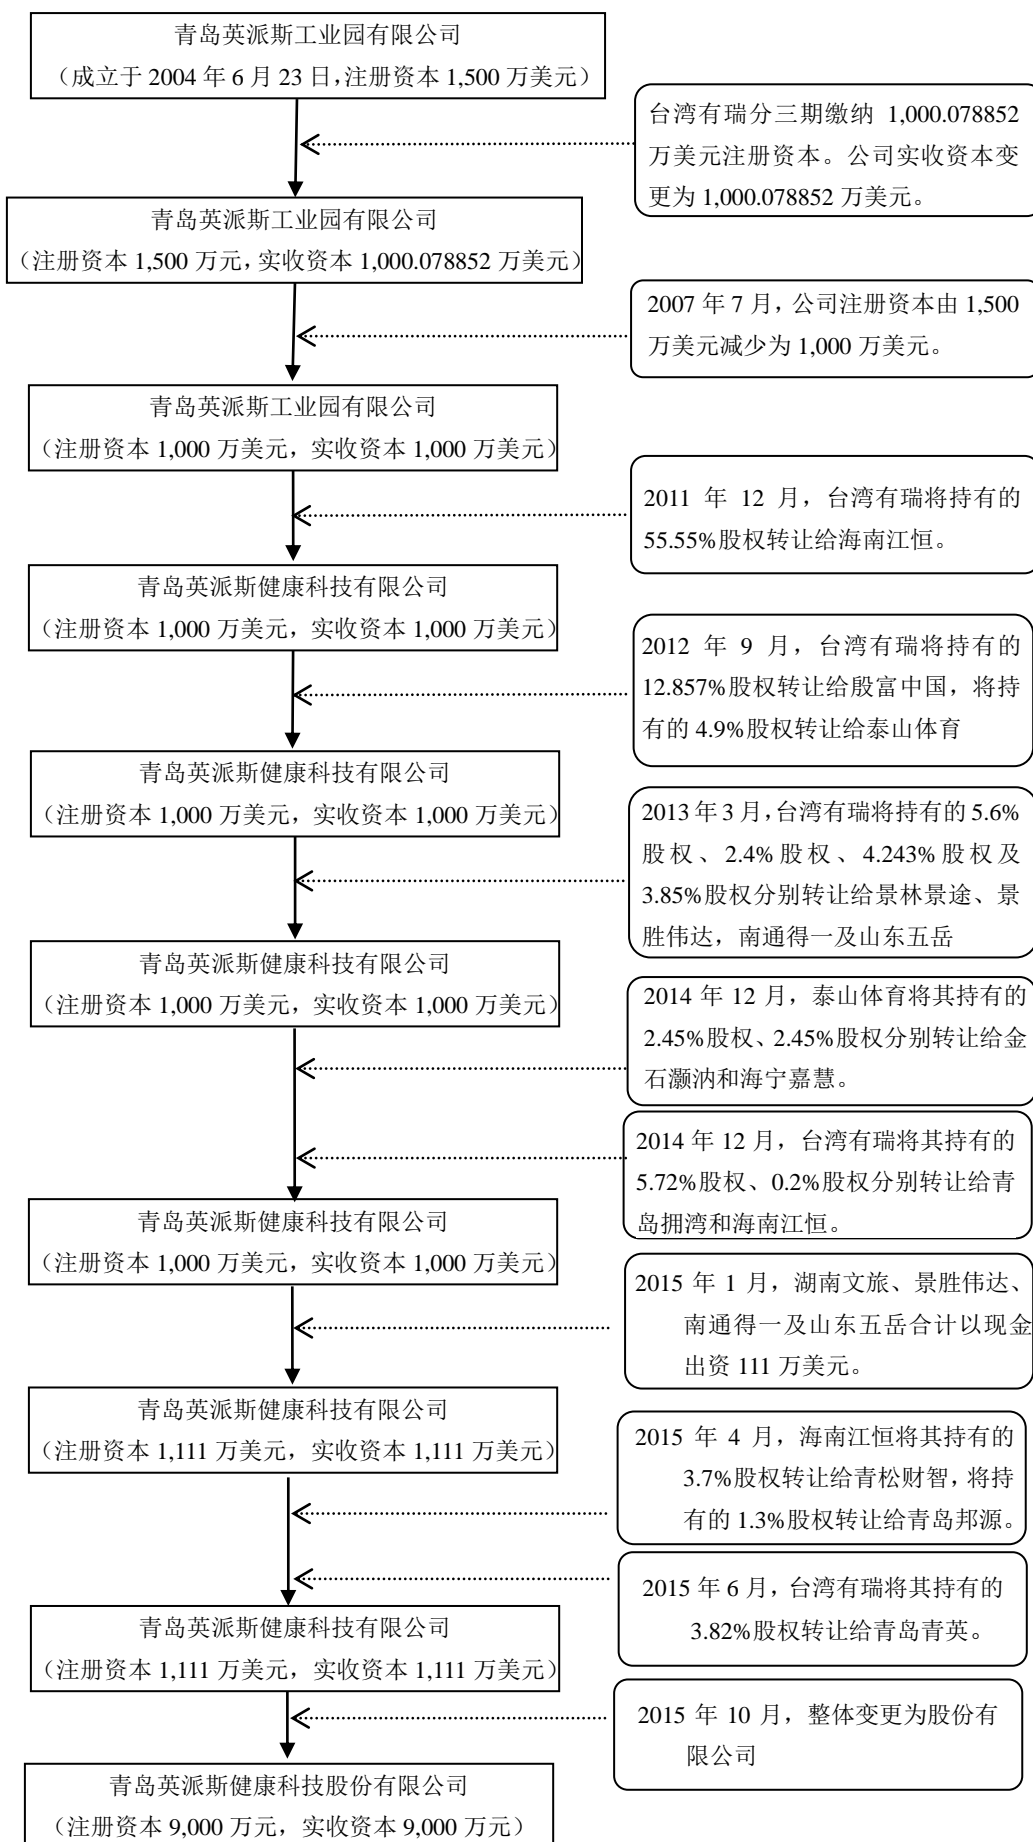 青岛英派斯工业园有限公司
（成立于 2004 年 6 月 23 日，注册资本 1,500 万美元）
台湾有瑞分三期缴纳 1,000.078852
万美元注册资本。公司实收资本变
更为 1,000.078852 万美元。
青岛英派斯工业园有限公司
（注册资本 1,500 万元，实收资本 1,000.078852 万美元）
2007 年 7 月，公司注册资本由 1,500
万美元减少为 1,000 万美元。
青岛英派斯工业园有限公司
（注册资本 1,000 万美元，实收资本 1,000 万美元）
2011 年 12 月，台湾有瑞将持有的
55.55%股权转让给海南江恒。
青岛英派斯健康科技有限公司
（注册资本 1,000 万美元，实收资本 1,000 万美元）
2012 年 9 月，台湾有瑞将持有的
12.857%股权转让给殷富中国，将持
有的 4.9%股权转让给泰山体育
青岛英派斯健康科技有限公司
（注册资本 1,000 万美元，实收资本 1,000 万美元）
2013 年 3 月，台湾有瑞将持有的 5.6%
股权、2.4%股权、4.243%股权及
3.85%股权分别转让给景林景途、景
胜伟达，南通得一及山东五岳
青岛英派斯健康科技有限公司
（注册资本 1,000 万美元，实收资本 1,000 万美元）
2014 年 12 月，泰山体育将其持有的
2.45%股权、2.45%股权分别转让给金
石灏汭和海宁嘉慧。
2014 年 12 月，台湾有瑞将其持有的
5.72%股权、0.2%股权分别转让给青
岛拥湾和海南江恒。
青岛英派斯健康科技有限公司
（注册资本 1,000 万美元，实收资本 1,000 万美元）
2015 年 1 月，湖南文旅、景胜伟达、
南通得一及山东五岳合计以现金
出资 111 万美元。
青岛英派斯健康科技有限公司
（注册资本 1,111 万美元，实收资本 1,111 万美元）
2015 年 4 月，海南江恒将其持有的
3.7%股权转让给青松财智，将持
有的 1.3%股权转让给青岛邦源。
2015 年 6 月，台湾有瑞将其持有的
3.82%股权转让给青岛青英。
青岛英派斯健康科技有限公司
（注册资本 1,111 万美元，实收资本 1,111 万美元）
2015 年 10 月，整体变更为股份有
限公司
青岛英派斯健康科技股份有限公司
（注册资本 9,000 万元，实收资本 9,000 万元）